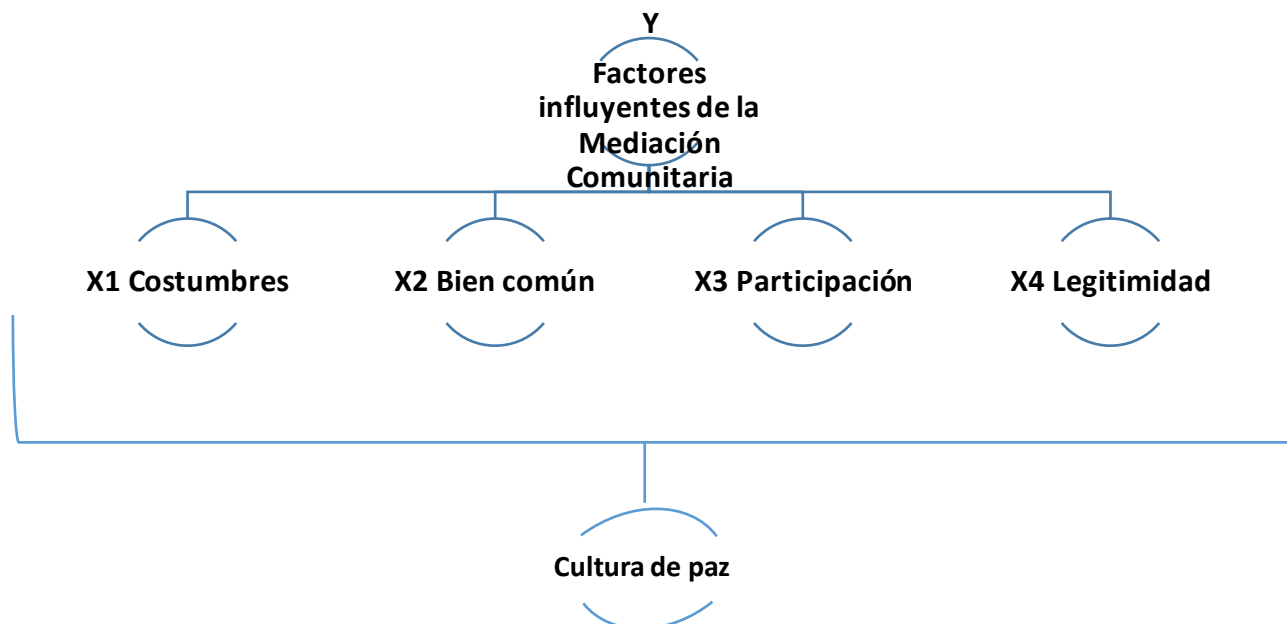 Y
Factores
influyentes de la
Mediación
Comunitaria
X1 Costumbres
X2 Bien común
X3 Participación
X4 Legitimidad
Cultura de paz